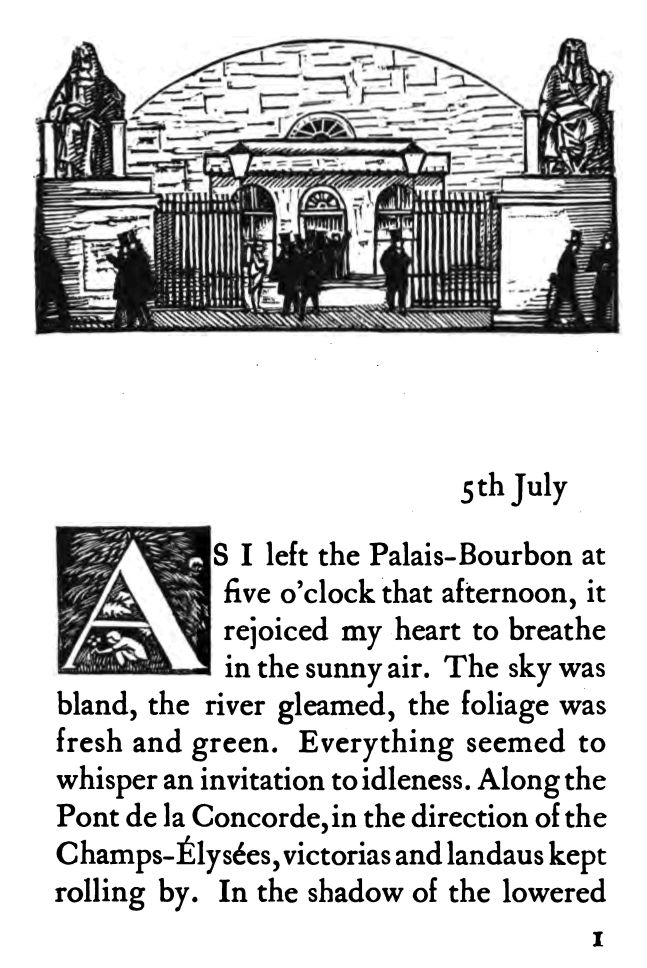 5th July
AS I left the Palais-Bourbon at
five o'clock that afternoon, it
rejoiced my heart to breathe
in the sunny air. The sky was
bland, the river gleamed, the foliage was
fresh and green. Everything seemed to
whisper an invitation to idleness. Along the
Pont de la Concorde, in the direction of the
Champs-Élysées, victorias and landaus kept
rolling by. In the shadow of the lowered
1